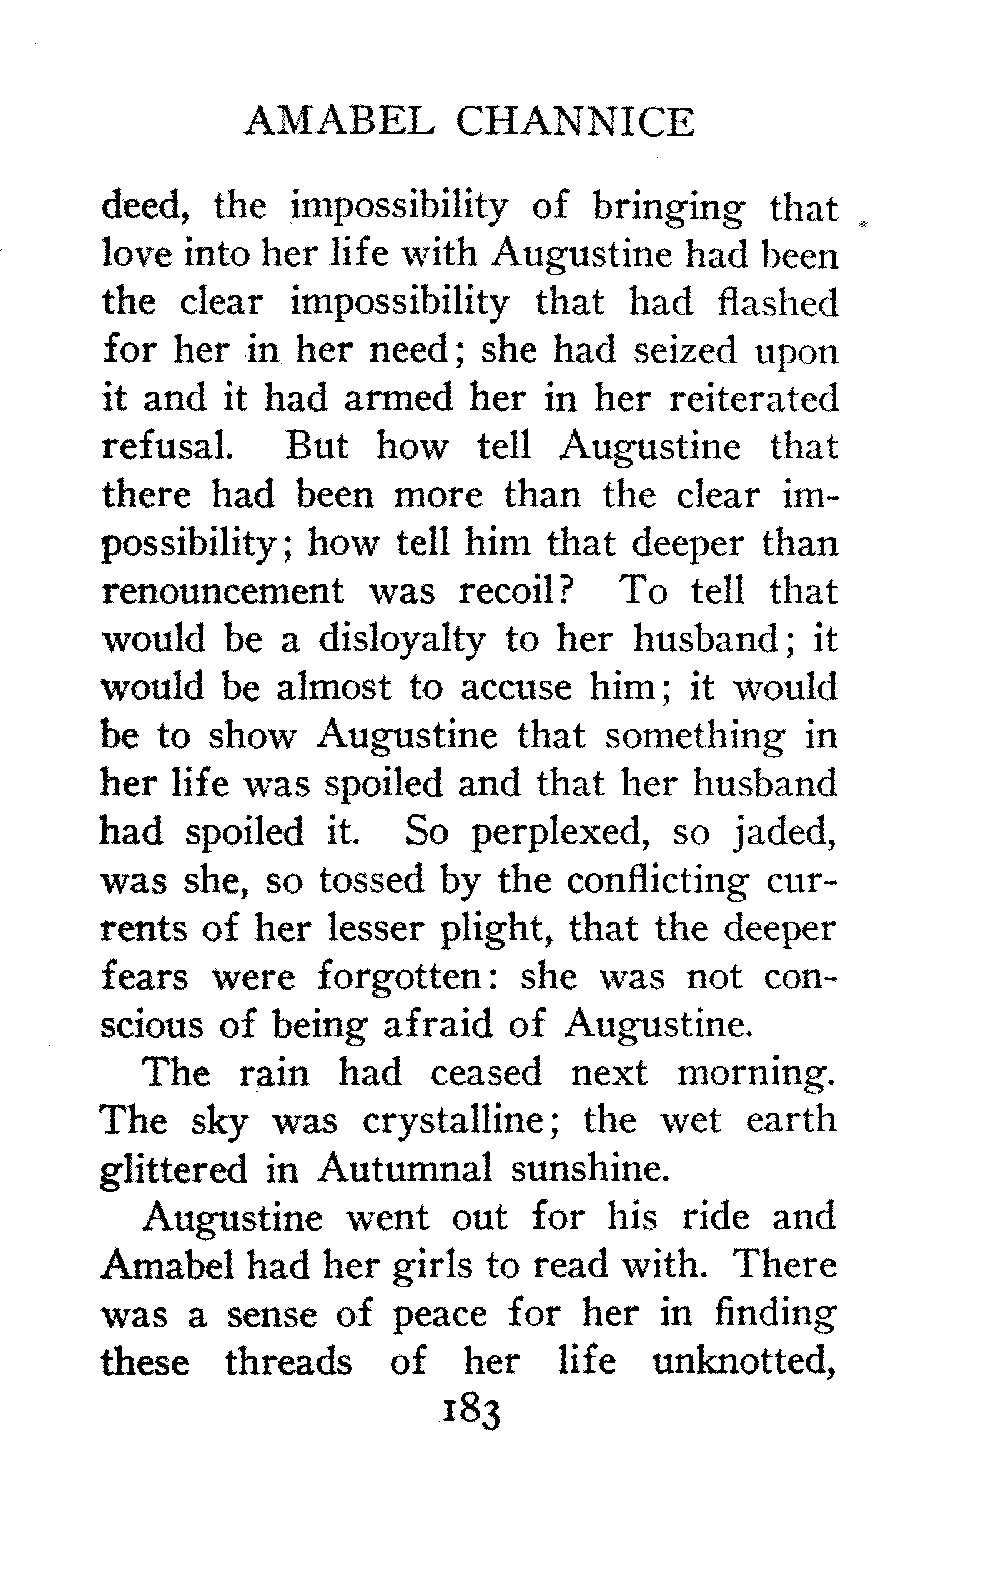 AMABEL CHANNICE
deed, the impossibility of bringing that
love into her life with Augustine had been
the clear impossibility that had flashed
for her in her need; she had seized upon
it and it had armed her in her reiterated
refusal. But how tell Augustine that
there had been more than the clear im-
possibility; how tell him that deeper than
renouncement was recoil? To tell that
would be a disloyalty to her husband; it
would be almost to accuse him; it would
be to show Augustine that something in
her life was spoiled and that her husband
had spoiled it. So perplexed, so jaded,
was she, so tossed by the conflicting cur-
rents of her lesser plight, that the deeper
fears were forgotten: she was not con-
scious of being afraid of Augustine.
The rain had ceased next morning.
The sky was crystalline; the wet earth
glittered in Autumnal sunshine.
Augustine went out for his ride and
Amabel had her girls to read with. There
was a sense of peace for her in finding
these threads of her life unknotted,
183